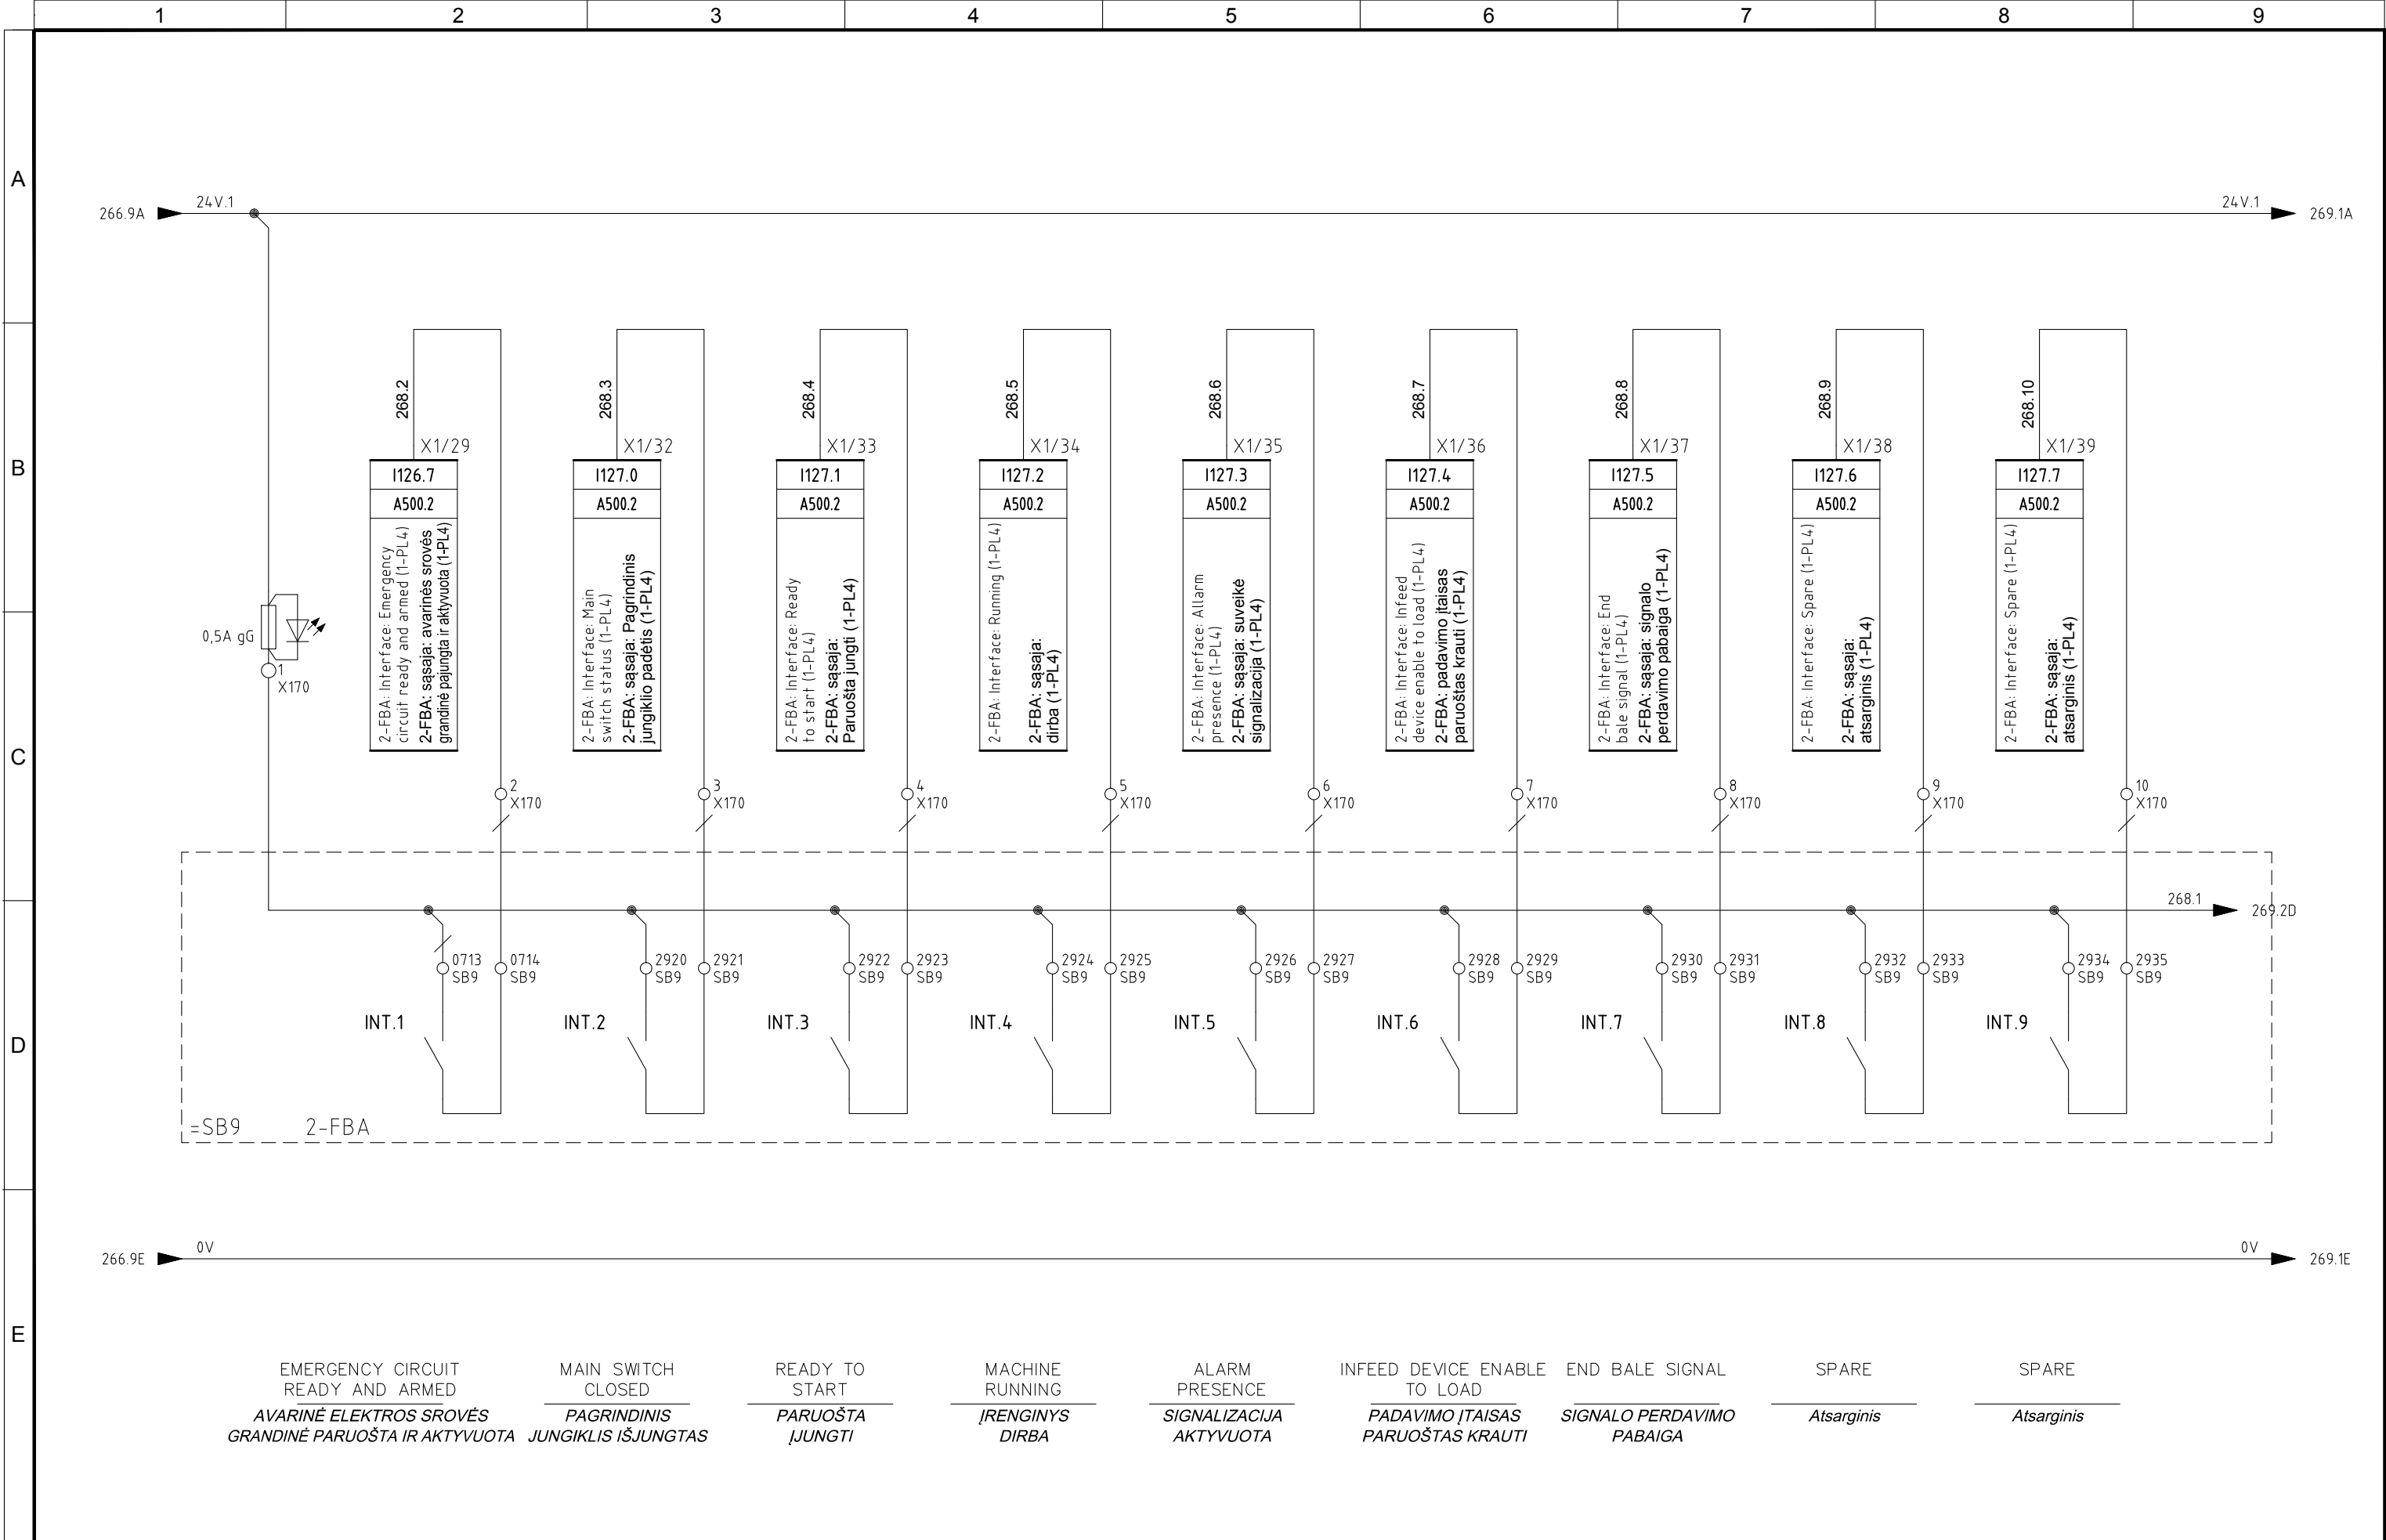 1 2 3 4 5 6 7 8 9
A
266.9A 24V.1 24V.1 269.1A
B
268.2 268.3 268.4 268.5 268.6 268.7 268.8 268.9 268.10
X1/29 X1/32 X1/33 X1/34 X1/35 X1/36 X1/37 X1/38 X1/39
I126.7 I127.0 I127.1 I127.2 I127.3 I127.4 I127.5 I127.6 I127.7
A500.2 A500.2 A500.2 A500.2 A500.2 A500.2 A500.2 A500.2 A500.2
2-FBA: Interface: Emergency
circuit ready and armed (1-PL4)
2-FBA: sąsaja: avarinės srovės
grandinė pajungta ir aktyvuota (1-PL4)
2-FBA: Interface: Main
switch status (1-PL4)
2-FBA: sąsaja: Pagrindinis
jungiklio padėtis (1-PL4)
2-FBA: Interface: Ready
to start (1-PL4)
2-FBA: sąsaja:
Paruošta įjungti (1-PL4)
2-FBA: Interface: Running (1-PL4)
2-FBA: sąsaja:
dirba (1-PL4)
2-FBA: Interface: Allarm
presence (1-PL4)
2-FBA: sąsaja: suveikė
signalizacija (1-PL4)
2-FBA: Interface: Infeed
device enable to load (1-PL4)
2-FBA: padavimo įtaisas
paruoštas krauti (1-PL4)
2-FBA: Interface: End
bale signal (1-PL4)
2-FBA: sąsaja: signalo
perdavimo pabaiga (1-PL4)
2-FBA: Interface: Spare (1-PL4)
2-FBA: sąsaja:
atsarginis (1-PL4)
2-FBA: Interface: Spare (1-PL4)
2-FBA: sąsaja:
atsarginis (1-PL4)
0,5A gG
1
X170
C
2 3 4 5 6 7 8 9 10
X170 X170 X170 X170 X170 X170 X170 X170 X170
268.1 269.2D
0713 0714 2920 2921 2922 2923 2924 2925 2926 2927 2928 2929 2930 2931 2932 2933 2934 2935
SB9 SB9 SB9 SB9 SB9 SB9 SB9 SB9 SB9 SB9 SB9 SB9 SB9 SB9 SB9 SB9 SB9 SB9
INT.1 INT.2 INT.3 INT.4 INT.5 INT.6 INT.7 INT.8 INT.9
D
=SB9 2-FBA
266.9E 0V 0V 269.1E
E
EMERGENCY CIRCUIT
READY AND ARMED
AVARINĖ ELEKTROS SROVĖS
GRANDINĖ PARUOŠTA IR AKTYVUOTA
MAIN SWITCH
CLOSED
PAGRINDINIS
JUNGIKLIS IŠJUNGTAS
READY TO
START
PARUOŠTA
ĮJUNGTI
MACHINE
RUNNING
ĮRENGINYS
DIRBA
ALARM
PRESENCE
SIGNALIZACIJA
AKTYVUOTA
INFEED DEVICE ENABLE
TO LOAD
PADAVIMO ĮTAISAS
PARUOŠTAS KRAUTI
END BALE SIGNAL
SIGNALO PERDAVIMO
PABAIGA
SPARE
Atsarginis
SPARE
Atsarginis